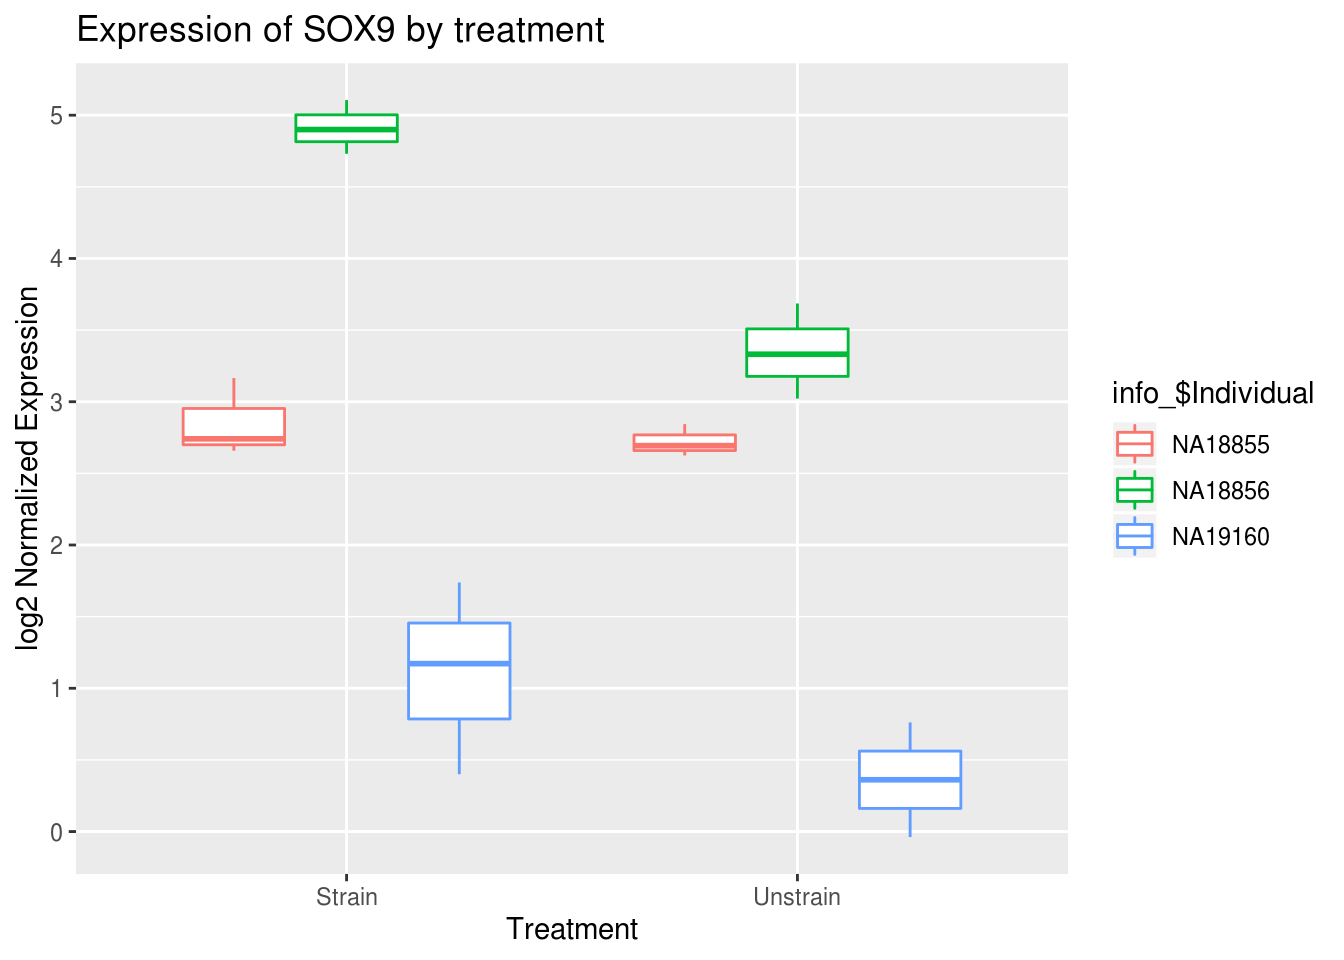 Expression of SOX9 by treatment
log2 Normalized Expression
5
4
3
2
1
0
Strain
Unstrain
Treatment
info_$Individual
NA18855
NA18856
NA19160